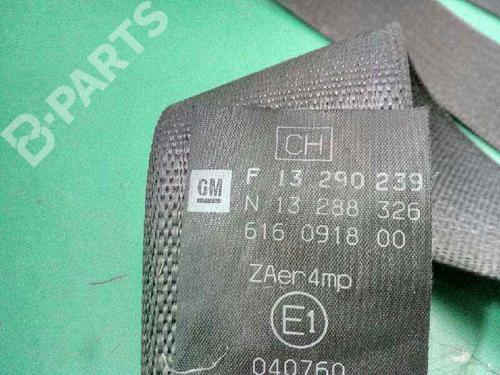 B-PARTS
CH
GM
F 13 290 239
N 13 288 326
616 0918 00
ZAer4mp
E1
040760